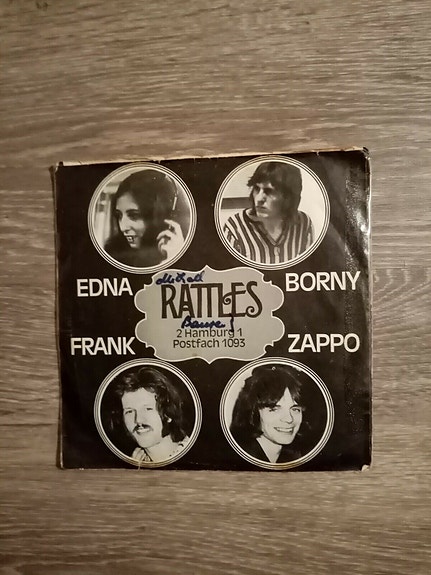 EDNA
BORNY
RATTLES
2 Hamburg 1
Postfach 1093
FRANK
ZAPPO